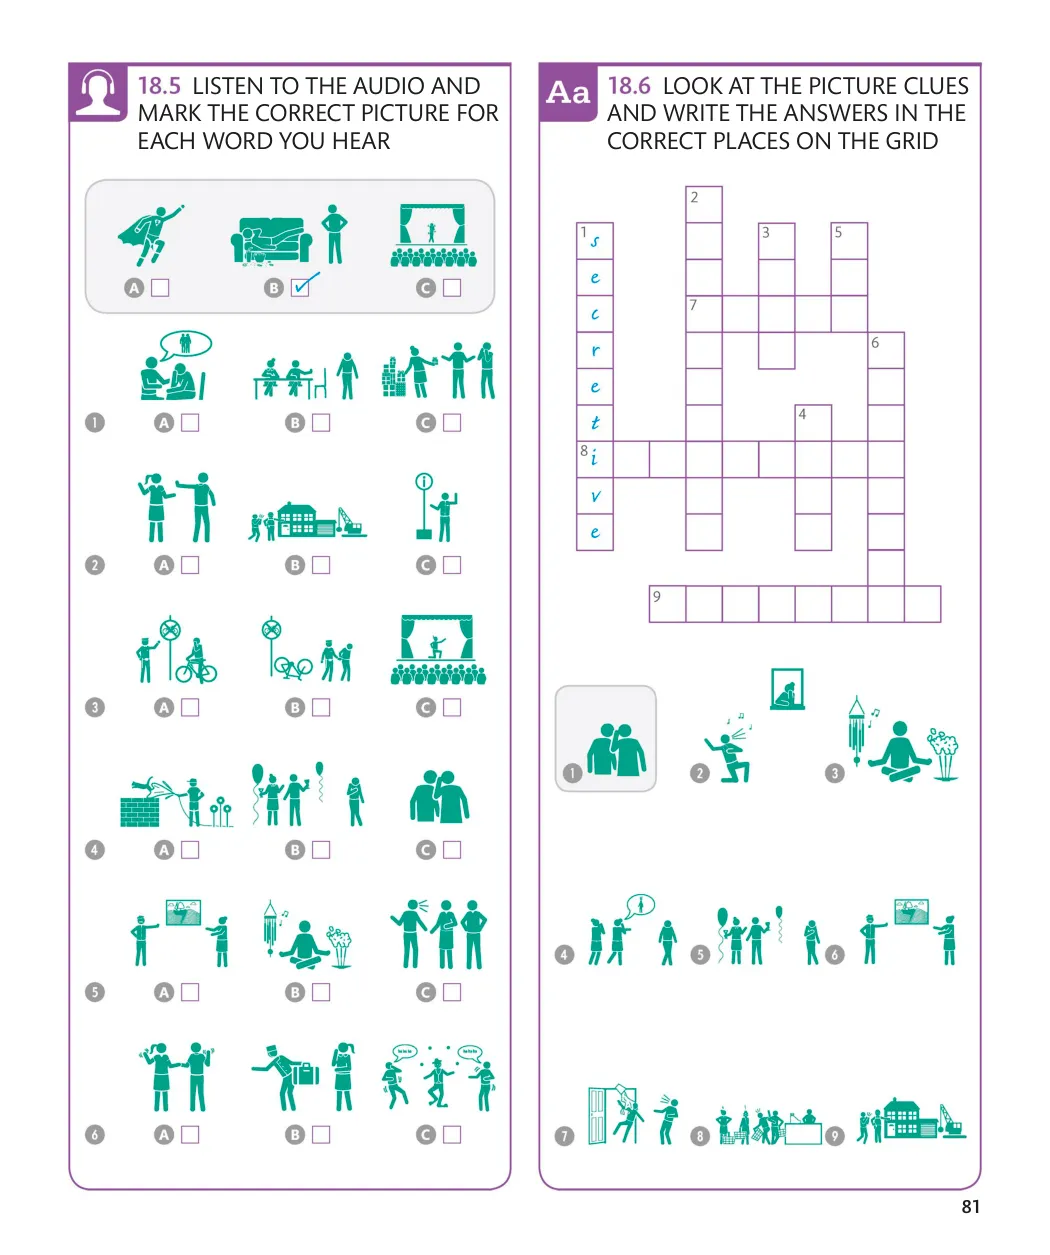 18.5 LISTEN TO THE AUDIO AND
MARK THE CORRECT PICTURE FOR
EACH WORD YOU HEAR
A
B
C
1
A
B
C
i
2
A
B
C
3
A
B
C
4
A
B
C
5
A
B
C
6
A
B
C
Aa
18.6 LOOK AT THE PICTURE CLUES
AND WRITE THE ANSWERS IN THE
CORRECT PLACES ON THE GRID
2
1 s
3
5
e
c
7
r
6
e
t
4
8 i
v
e
9
1
2
3
4
5
6
7
8
9
81